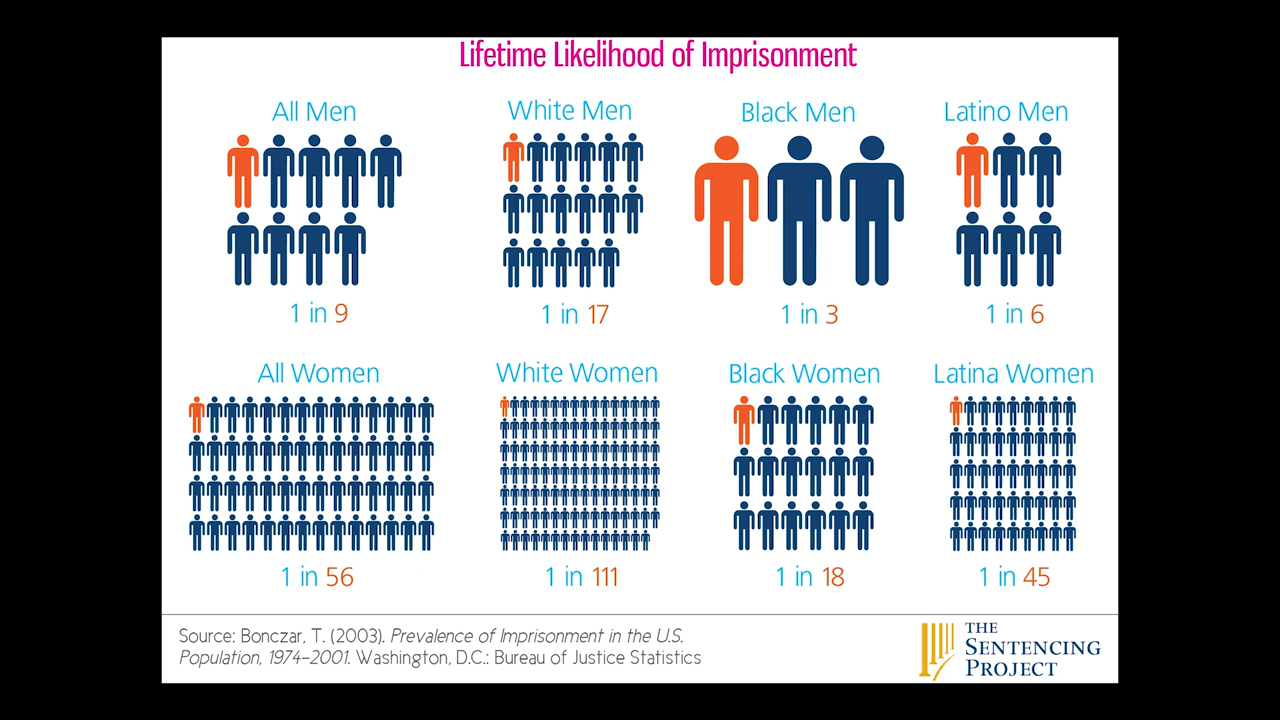 Lifetime Likelihood of Imprisonment
All Men
White Men
Black Men
Latino Men
1 in 9
1 in 17
1 in 3
1 in 6
All Women
White Women
Black Women
Latina Women
1 in 56
1 in 111
1 in 18
1 in 45
Source: Bonczar, T. (2003). Prevalence of Imprisonment in the U.S.
Population, 1974–2001. Washington, D.C.: Bureau of Justice Statistics
THE
SENTENCING
PROJECT